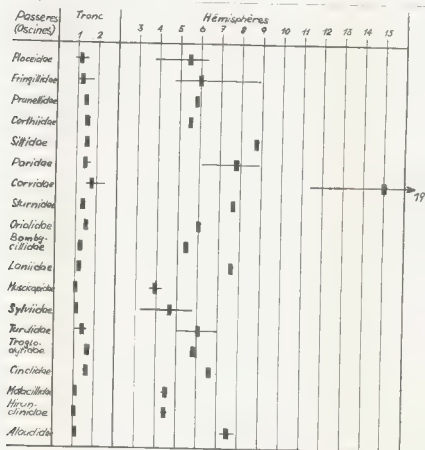 Passeres Tronc Hémisphères
(Oscines)
1 2 3 4 5 6 7 8 9 11 12 14 15
Ploceidae
Fringillidae
Prunellidae
Certhiidae
Sittidae
Paridae
Corvidae
19
Sturnidae
Oriolidae
Bomby-
cillidae
Laniidae
Muscicapidae
Sylviidae
Turdidae
Troglo-
dytidae
Cinclidae
Motacillidae
Hirun-
dinidae
Alaudidae